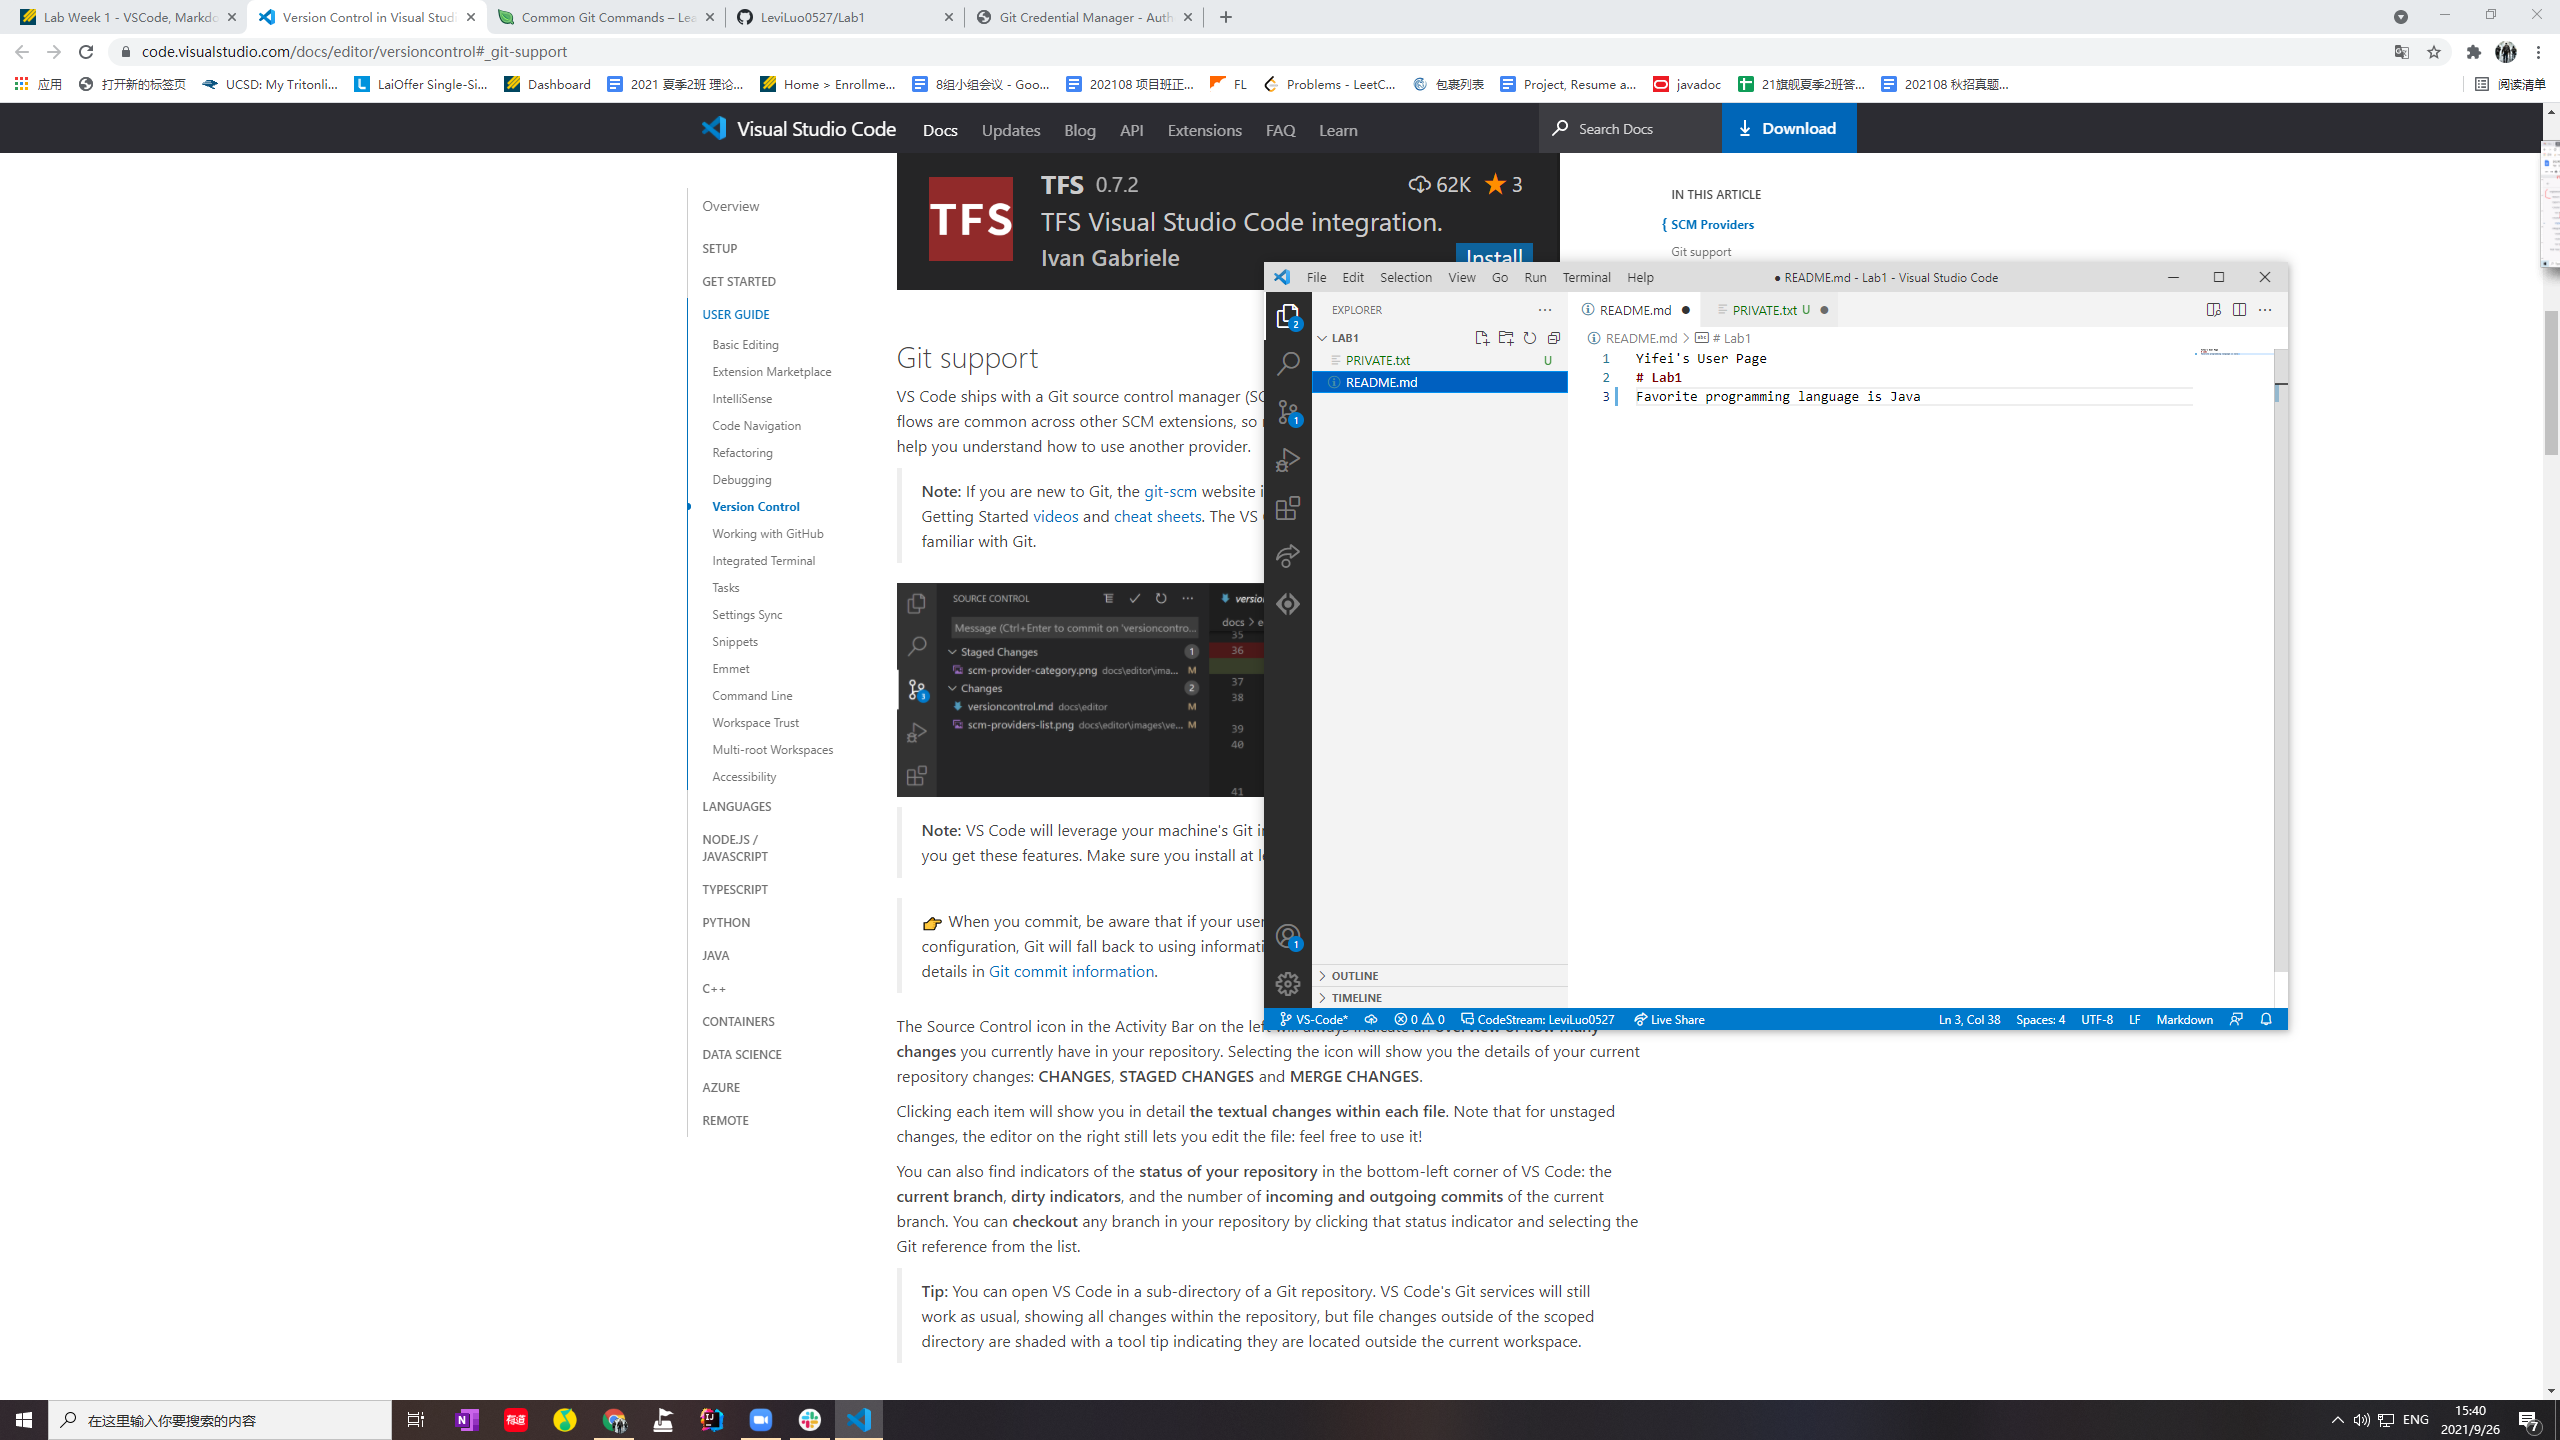 Lab Week 1 - VSCode, Markdo
Version Control in Visual Studi
Common Git Commands – Lea
LeviLuo0527/Lab1
Git Credential Manager - Auth
code.visualstudio.com/docs/editor/versioncontrol#_git-support
应用
打开新的标签页
UCSD: My Tritonli...
LaiOffer Single-Si...
Dashboard
2021 夏季2班 理论...
Home > Enrollme...
8组小组会议 - Goo...
202108 项目班正...
FL
Problems - LeetC...
包裹列表
Project, Resume a...
javadoc
21旗舰夏季2班答...
202108 秋招真题...
阅读清单
Visual Studio Code
Docs
Updates
Blog
API
Extensions
FAQ
Learn
Search Docs
Download
Overview
SETUP
GET STARTED
USER GUIDE
Basic Editing
Extension Marketplace
IntelliSense
Code Navigation
Refactoring
Debugging
Version Control
Working with GitHub
Integrated Terminal
Tasks
Settings Sync
Snippets
Emmet
Command Line
Workspace Trust
Multi-root Workspaces
Accessibility
LANGUAGES
NODE.JS /
JAVASCRIPT
TYPESCRIPT
PYTHON
JAVA
C++
CONTAINERS
DATA SCIENCE
AZURE
REMOTE
TFS
TFS 0.7.2
62K
3
TFS Visual Studio Code integration.
Ivan Gabriele
Install
IN THIS ARTICLE
SCM Providers
Git support
Git support
VS Code ships with a Git source control manager (SC
flows are common across other SCM extensions, so
help you understand how to use another provider.
Note: If you are new to Git, the git-scm website i
Getting Started videos and cheat sheets. The VS
familiar with Git.
SOURCE CONTROL
Message (Ctrl+Enter to commit on 'versioncontro...
Staged Changes 1
scm-provider-category.png docs\editor\ima... M
Changes 2
versioncontrol.md docs\editor M
scm-providers-list.png docs\editor\images\ve... M
version
docs > e
35
36
37
38
39
40
41
Note: VS Code will leverage your machine's Git in
you get these features. Make sure you install at le
When you commit, be aware that if your user
configuration, Git will fall back to using informati
details in Git commit information.
The Source Control icon in the Activity Bar on the left will always indicate an overview of how many
changes you currently have in your repository. Selecting the icon will show you the details of your current
repository changes: CHANGES, STAGED CHANGES and MERGE CHANGES.
Clicking each item will show you in detail the textual changes within each file. Note that for unstaged
changes, the editor on the right still lets you edit the file: feel free to use it!
You can also find indicators of the status of your repository in the bottom-left corner of VS Code: the
current branch, dirty indicators, and the number of incoming and outgoing commits of the current
branch. You can checkout any branch in your repository by clicking that status indicator and selecting the
Git reference from the list.
Tip: You can open VS Code in a sub-directory of a Git repository. VS Code's Git services will still
work as usual, showing all changes within the repository, but file changes outside of the scoped
directory are shaded with a tool tip indicating they are located outside the current workspace.
File Edit Selection View Go Run Terminal Help
● README.md - Lab1 - Visual Studio Code
2
1
1
EXPLORER
LAB1
PRIVATE.txt U
README.md
OUTLINE
TIMELINE
README.md
PRIVATE.txt U
README.md > # Lab1
1 Yifei's User Page
2 # Lab1
3 Favorite programming language is Java
VS-Code*
0 0
CodeStream: LeviLuo0527
Live Share
Ln 3, Col 38
Spaces: 4
UTF-8
LF
Markdown
在这里输入你要搜索的内容
ENG
15:40
2021/9/26
7